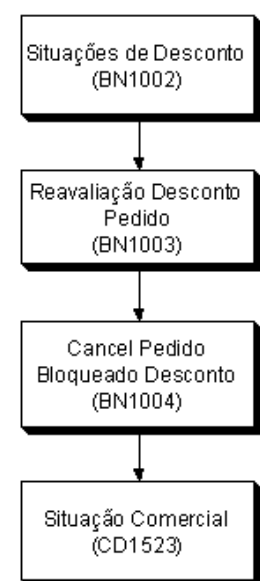 Situações de Desconto
(BN1002)
Reavaliação Desconto
Pedido
(BN1003)
Cancel Pedido
Bloqueado Desconto
(BN1004)
Situação Comercial
(CD1523)